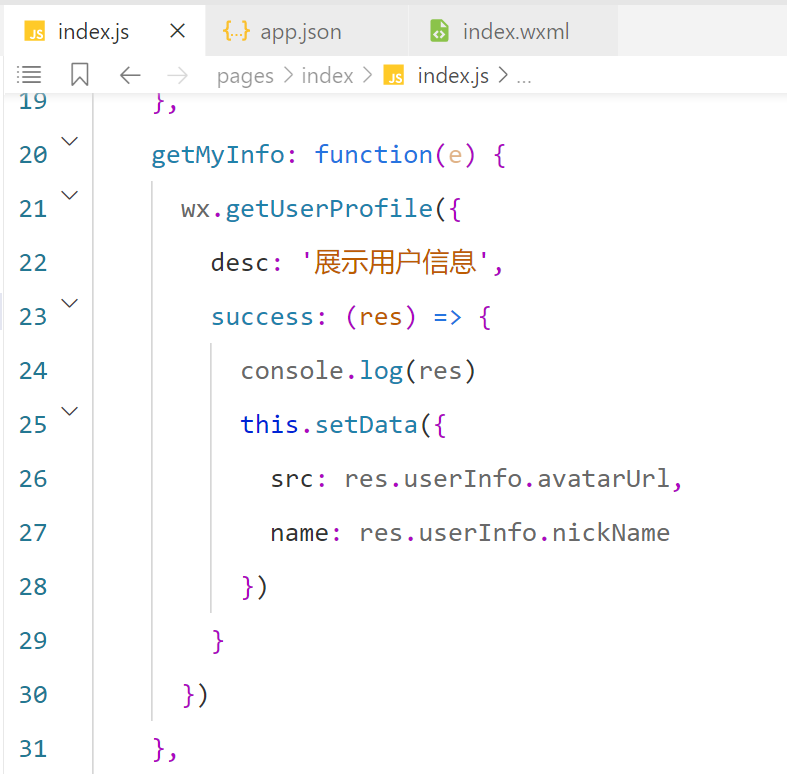 index.js
app.json
index.wxml
pages > index > index.js > ...
19 },
20 getMyInfo: function(e) {
21 wx.getUserProfile({
22 desc: '展示用户信息',
23 success: (res) => {
24 console.log(res)
25 this.setData({
26 src: res.userInfo.avatarUrl,
27 name: res.userInfo.nickName
28 })
29 }
30 })
31 },